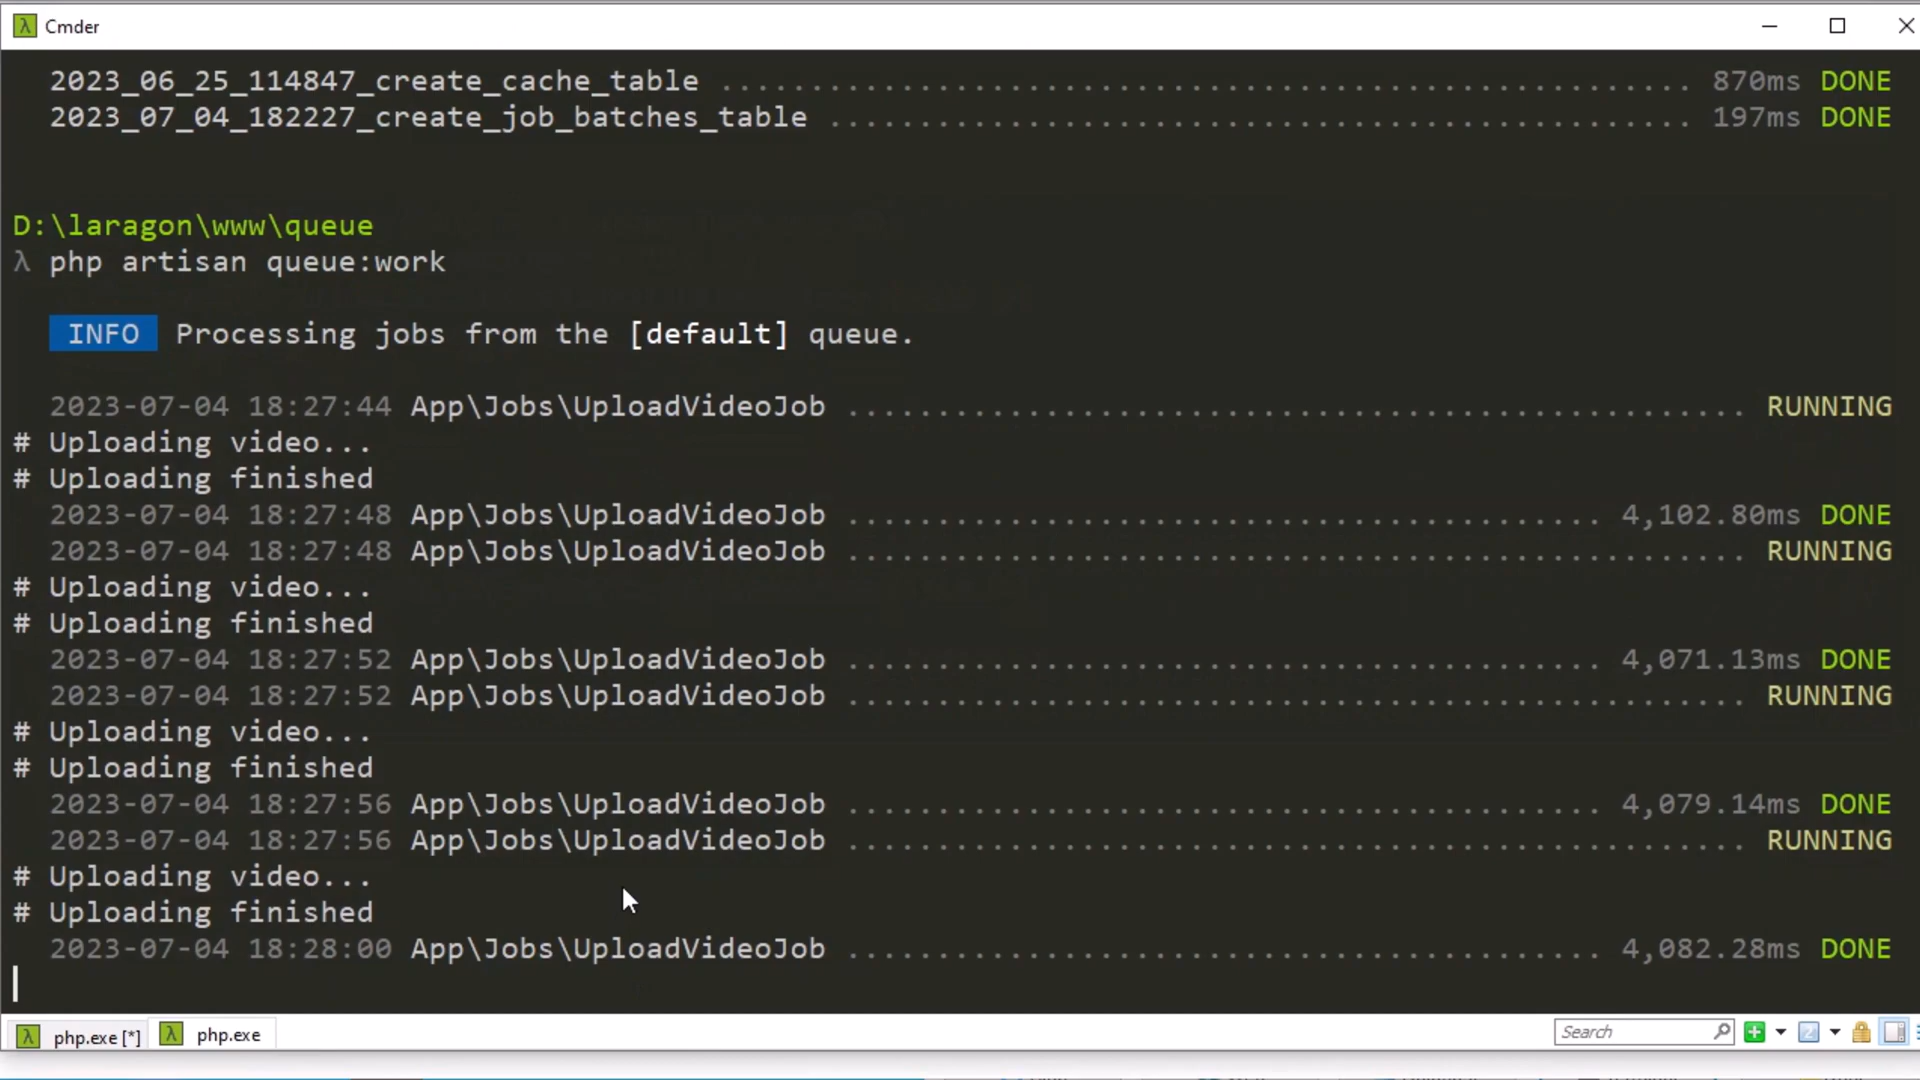 Cmder
2023_06_25_114847_create_cache_table ........................................................ 870ms DONE
2023_07_04_182227_create_job_batches_table .................................................. 197ms DONE
D:\laragon\www\queue
λ php artisan queue:work
INFO Processing jobs from the [default] queue.
2023-07-04 18:27:44 App\Jobs\UploadVideoJob .................................................. RUNNING
# Uploading video...
# Uploading finished
2023-07-04 18:27:48 App\Jobs\UploadVideoJob .......................................... 4,102.80ms DONE
2023-07-04 18:27:48 App\Jobs\UploadVideoJob .................................................. RUNNING
# Uploading video...
# Uploading finished
2023-07-04 18:27:52 App\Jobs\UploadVideoJob .......................................... 4,071.13ms DONE
2023-07-04 18:27:52 App\Jobs\UploadVideoJob .................................................. RUNNING
# Uploading video...
# Uploading finished
2023-07-04 18:27:56 App\Jobs\UploadVideoJob .......................................... 4,079.14ms DONE
2023-07-04 18:27:56 App\Jobs\UploadVideoJob .................................................. RUNNING
# Uploading video...
# Uploading finished
2023-07-04 18:28:00 App\Jobs\UploadVideoJob .......................................... 4,082.28ms DONE
λ php.exe [*] λ php.exe Search